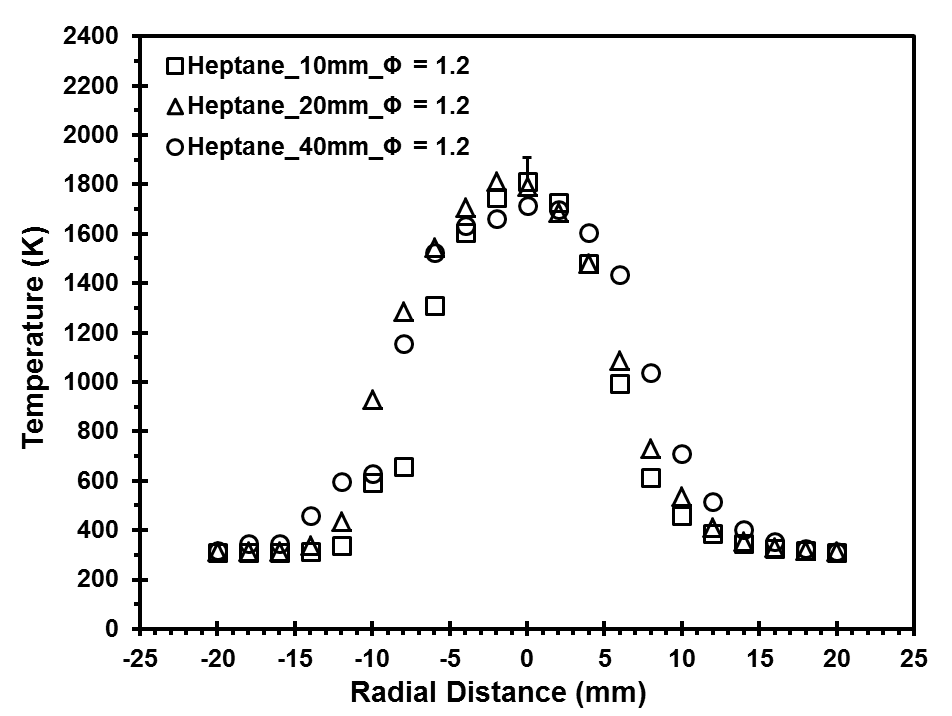 2400
2200
2000
1800
1600
1400
1200
1000
800
600
400
200
0
Temperature (K)
Heptane_10mm_Φ = 1.2
Heptane_20mm_Φ = 1.2
Heptane_40mm_Φ = 1.2
-25 -20 -15 -10 -5 0 5 10 15 20 25
Radial Distance (mm)